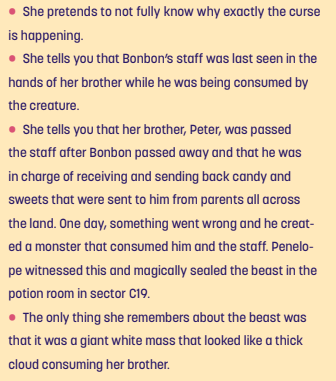 • She pretends to not fully know why exactly the curse
is happening.
• She tells you that Bonbon's staff was last seen in the
hands of her brother while he was being consumed by
the creature.
• She tells you that her brother, Peter, was passed
the staff after Bonbon passed away and that he was
in charge of receiving and sending back candy and
sweets that were sent to him from parents all across
the land. One day, something went wrong and he creat-
ed a monster that consumed him and the staff. Penelo-
pe witnessed this and magically sealed the beast in the
potion room in sector C19.
• The only thing she remembers about the beast was
that it was a giant white mass that looked like a thick
cloud consuming her brother.